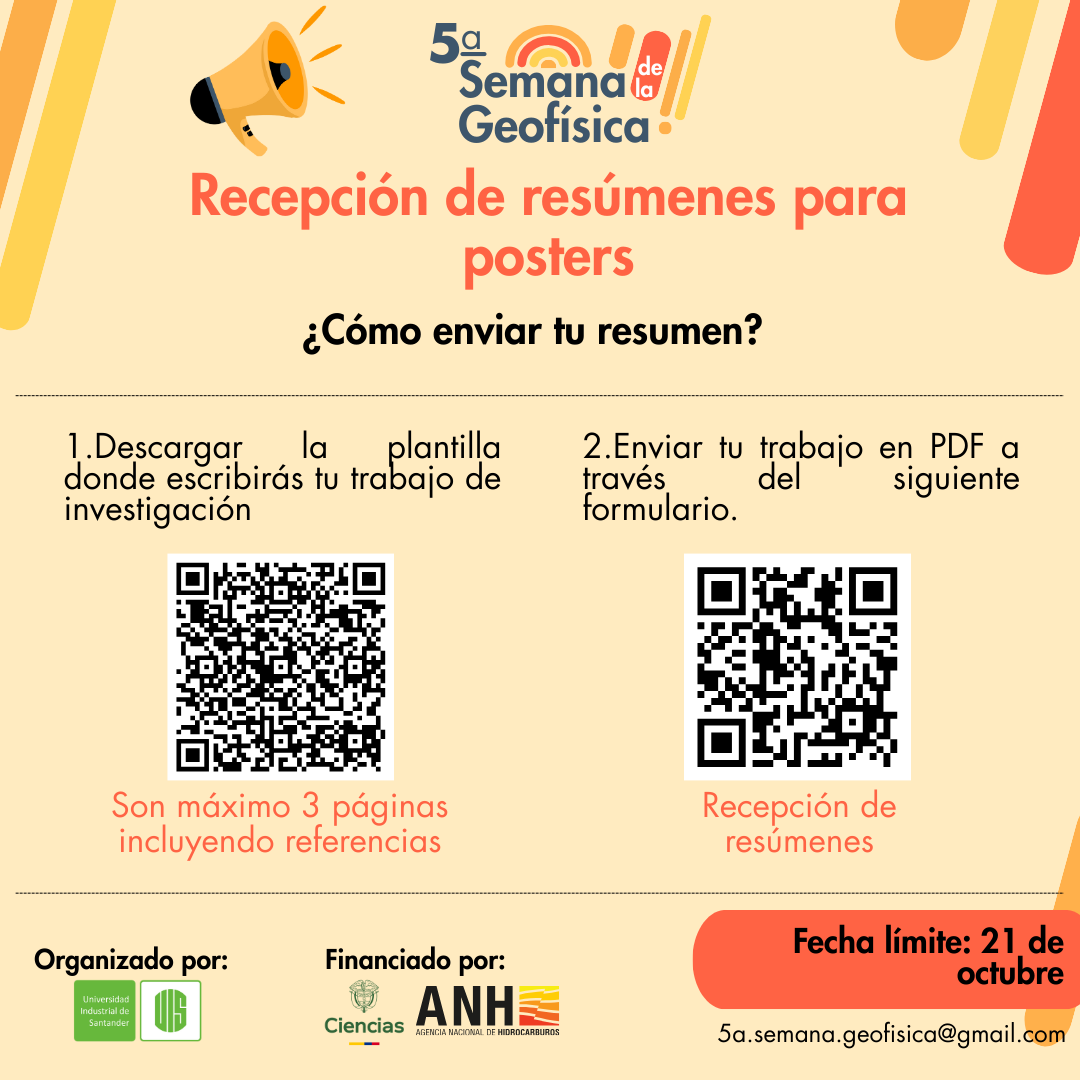 5ª
Semana de la
Geofísica
Recepción de resúmenes para
posters
¿Cómo enviar tu resumen?
1.Descargar la plantilla
donde escribirás tu trabajo de
investigación
2.Enviar tu trabajo en PDF a
través del siguiente
formulario.
Son máximo 3 páginas
incluyendo referencias
Recepción de
resúmenes
Organizado por:
Universidad
Industrial de
Santander
UIS
Financiado por:
Ciencias
ANH
AGENCIA NACIONAL DE HIDROCARBUROS
Fecha límite: 21 de
octubre
5a.semana.geofisica@gmail.com